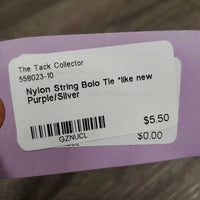 The Tack Collector
558023-10
Nylon String Bolo Tie *like new
Purple/Silver
$5.50
GZNUCL
$0.00